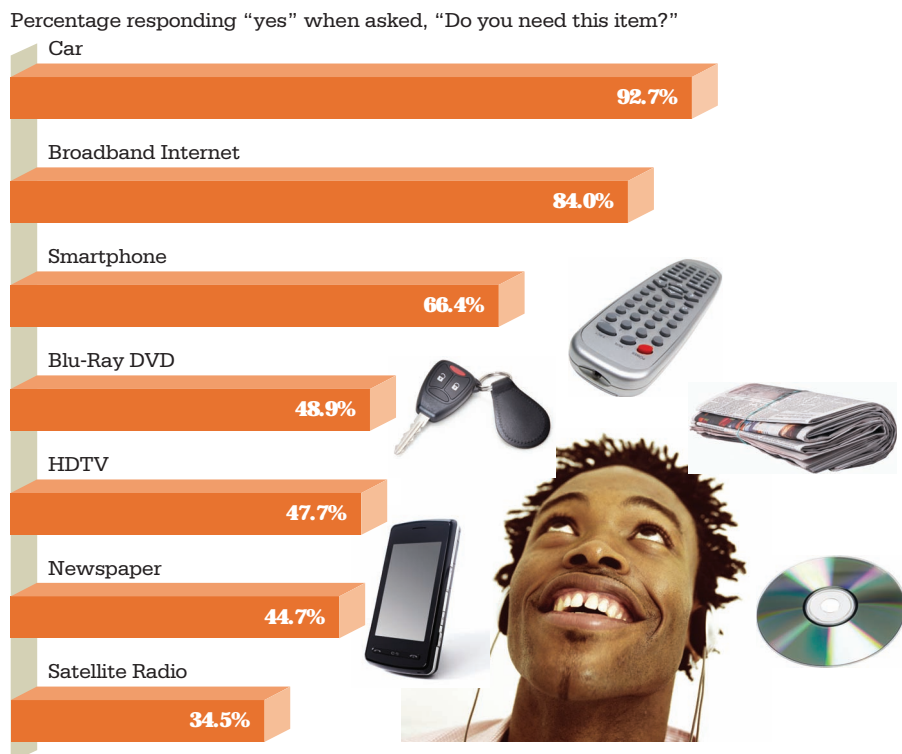 Percentage responding “yes” when asked, “Do you need this item?”
Car
92.7%
Broadband Internet
84.0%
Smartphone
66.4%
Blu-Ray DVD
48.9%
HDTV
47.7%
Newspaper
44.7%
Satellite Radio
34.5%